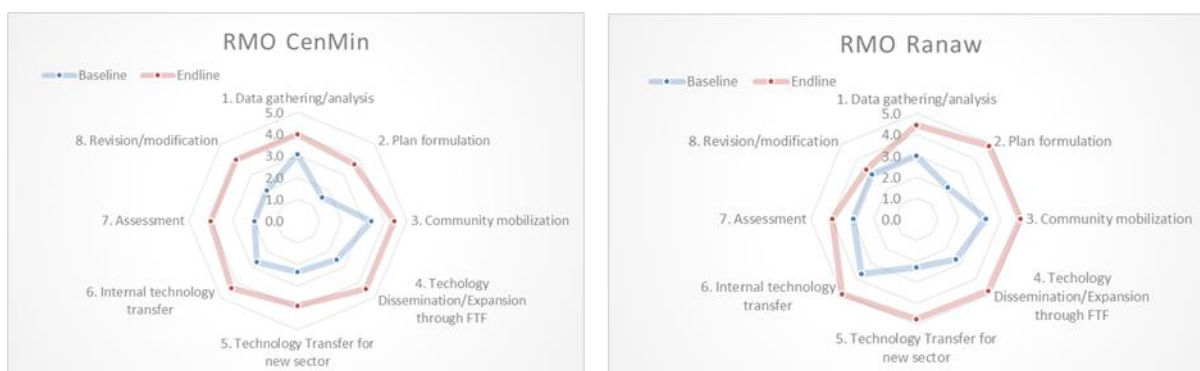 RMO CenMin
Baseline Endline
1. Data gathering/analysis
5.0
4.0
3.0
2.0
1.0
0.0
2. Plan formulation
3. Community mobilization
4. Techology
Dissemination/Expansion
through FTF
5. Technology Transfer for
new sector
6. Internal technology
transfer
7. Assessment
8. Revision/modification
RMO Ranaw
Baseline Endline
1. Data gathering/analysis
5.0
4.0
3.0
2.0
1.0
0.0
2. Plan formulation
3. Community mobilization
4. Techology
Dissemination/Expansion
through FTF
5. Technology Transfer for
new sector
6. Internal technology
transfer
7. Assessment
8. Revision/modification